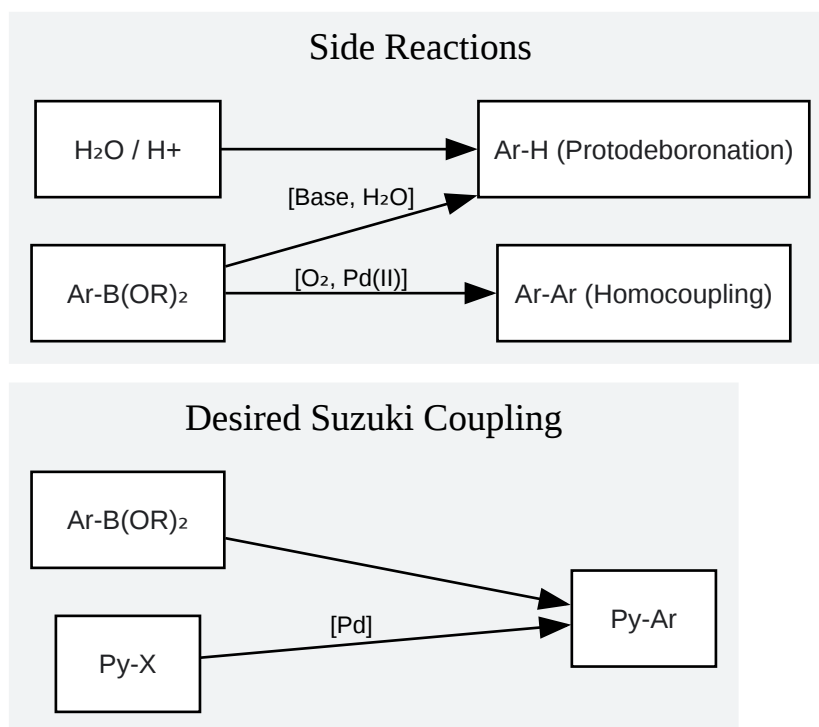 Side Reactions
H₂O / H+
Ar-H (Protodeboronation)
[Base, H₂O]
Ar-B(OR)₂
[O₂, Pd(II)]
Ar-Ar (Homocoupling)
Desired Suzuki Coupling
Ar-B(OR)₂
Py-Ar
[Pd]
Py-X